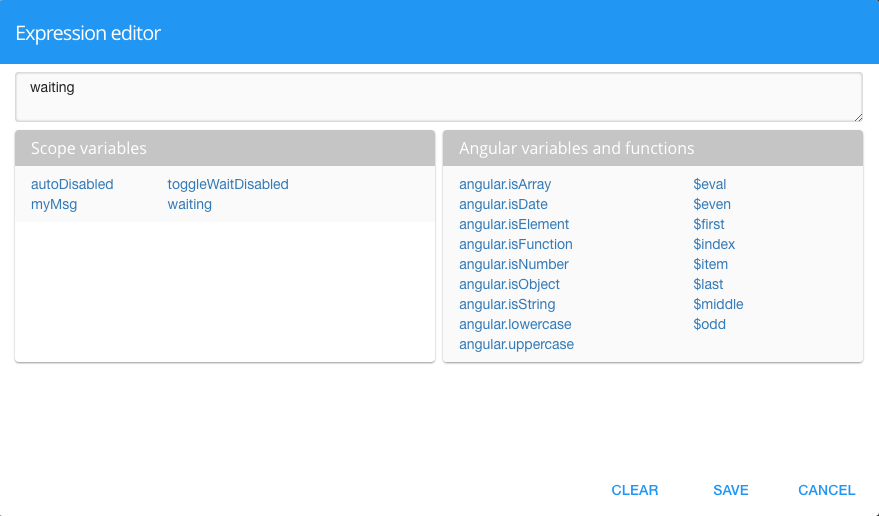 Expression editor
waiting
Scope variables
autoDisabled toggleWaitDisabled
myMsg waiting
Angular variables and functions
angular.isArray $eval
angular.isDate $even
angular.isElement $first
angular.isFunction $index
angular.isNumber $item
angular.isObject $last
angular.isString $middle
angular.lowercase $odd
angular.uppercase
CLEAR SAVE CANCEL